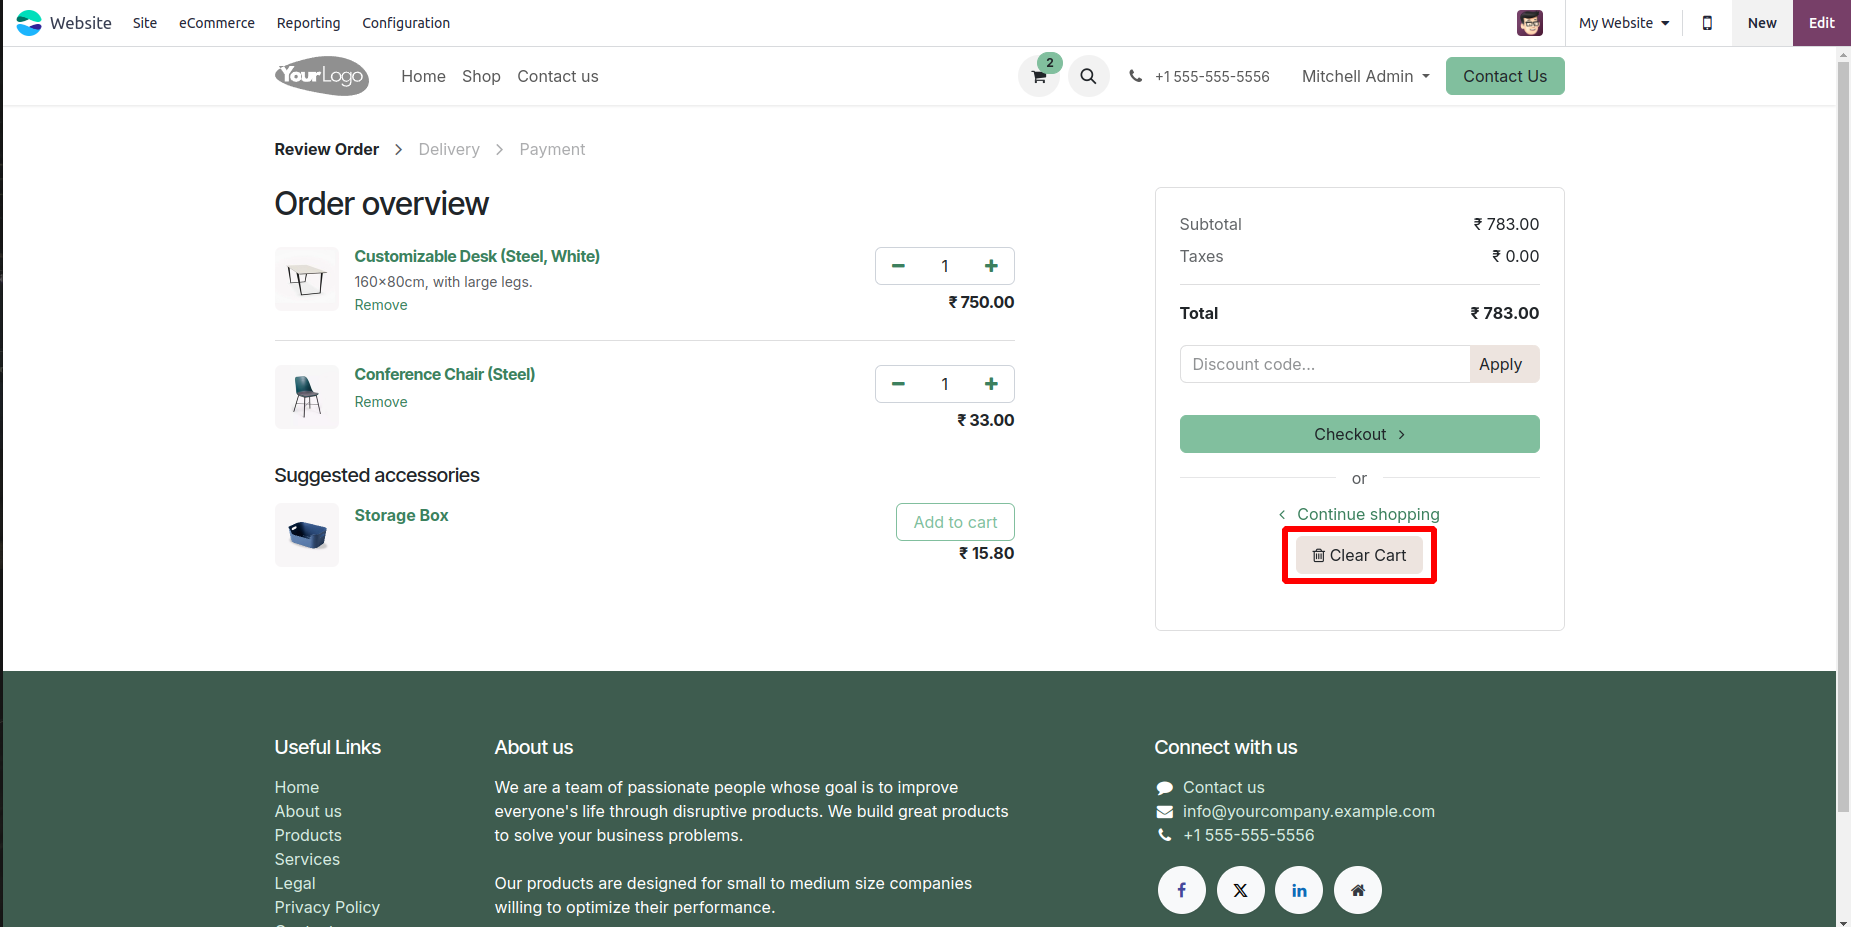 Website Site eCommerce Reporting Configuration My Website New Edit
YourLogo Home Shop Contact us 2 +1 555-555-5556 Mitchell Admin Contact Us
Review Order Delivery Payment
Order overview
Customizable Desk (Steel, White)
160×80cm, with large legs.
Remove
1
₹ 750.00
Conference Chair (Steel)
Remove
1
₹ 33.00
Suggested accessories
Storage Box
Add to cart
₹ 15.80
Subtotal ₹ 783.00
Taxes ₹ 0.00
Total ₹ 783.00
Discount code... Apply
Checkout
or
Continue shopping
Clear Cart
Useful Links
Home
About us
Products
Services
Legal
Privacy Policy
About us
We are a team of passionate people whose goal is to improve
everyone's life through disruptive products. We build great products
to solve your business problems.
Our products are designed for small to medium size companies
willing to optimize their performance.
Connect with us
Contact us
info@yourcompany.example.com
+1 555-555-5556